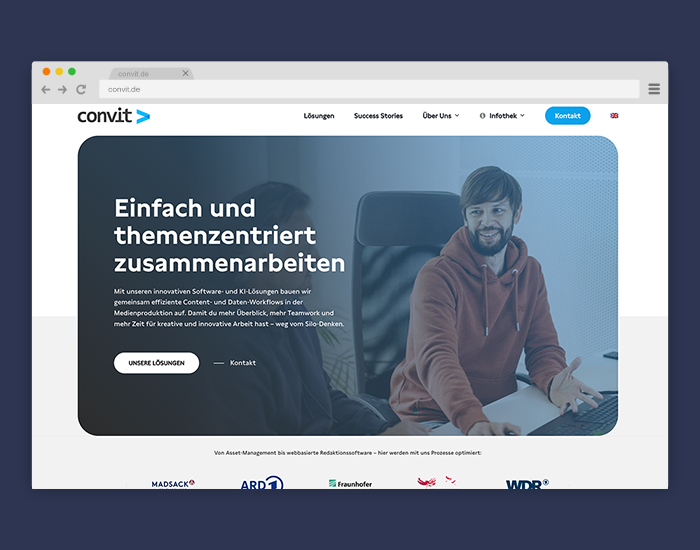 convit.de
convit.de
convit
Lösungen Success Stories Über Uns Infothek Kontakt
Einfach und
themenzentriert
zusammenarbeiten
Mit unseren innovativen Software- und KI-Lösungen bauen wir
gemeinsam effiziente Content- und Daten-Workflows in der
Medienproduktion auf. Damit du mehr Überblick, mehr Teamwork und
mehr Zeit für kreative und innovative Arbeit hast – weg vom Silo-Denken.
UNSERE LÖSUNGEN Kontakt
Von Asset-Management bis webbasierte Redaktionssoftware – hier werden mit uns Prozesse optimiert:
MADSACK ARD 1 Fraunhofer WDR